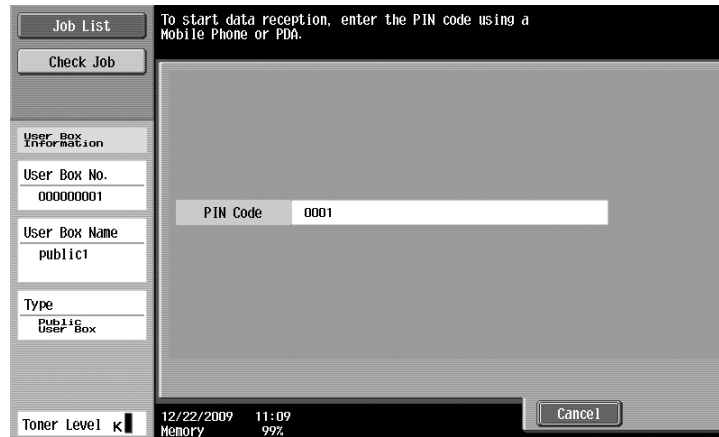 Job List
Check Job
To start data reception, enter the PIN code using a
Mobile Phone or PDA.
User Box
Information
User Box No.
000000001
User Box Name
public1
Type
Public
User Box
PIN Code 0001
Toner Level K
12/22/2009 11:09
Memory 99%
Cancel